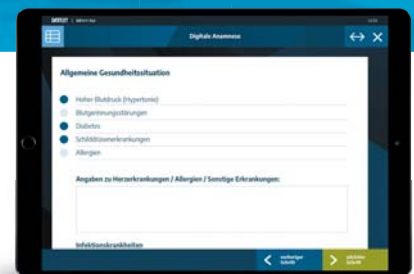 Digitale Anamnese
Allgemeine Gesundheitssituation
Hoher Blutdruck (Hypertonie)
Blutgerinnungsstörungen
Diabetes
Schilddrüsenerkrankungen
Allergien
Angaben zu Herzerkrankungen / Allergien / Sonstige Erkrankungen:
Infektionskrankheiten
vorheriger
Schritt
nächster
Schritt